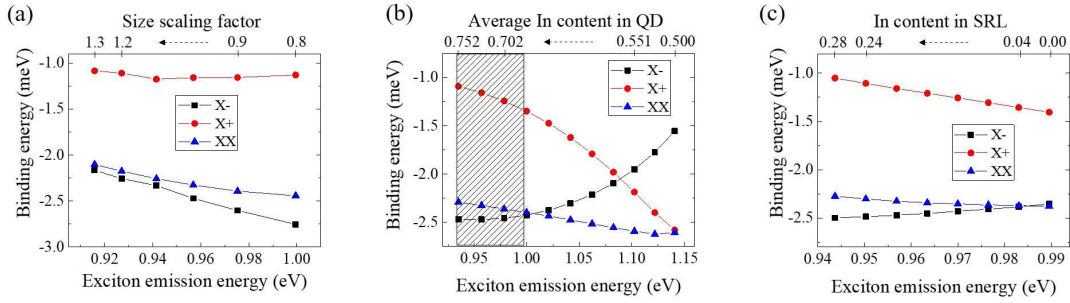 (a)
Size scaling factor
1.3 1.2 0.9 0.8
-1.0
-1.5
-2.0
-2.5
-3.0
Binding energy (meV)
X-
X+
XX
0.92 0.94 0.96 0.98 1.00
Exciton emission energy (eV)
(b)
Average In content in QD
0.752 0.702 0.551 0.500
-1.0
-1.5
-2.0
-2.5
Binding energy (meV)
X-
X+
XX
0.95 1.00 1.05 1.10 1.15
Exciton emission energy (eV)
(c)
In content in SRL
0.28 0.24 0.04 0.00
-1.0
-1.5
-2.0
-2.5
Binding energy (meV)
X-
X+
XX
0.94 0.95 0.96 0.97 0.98 0.99
Exciton emission energy (eV)